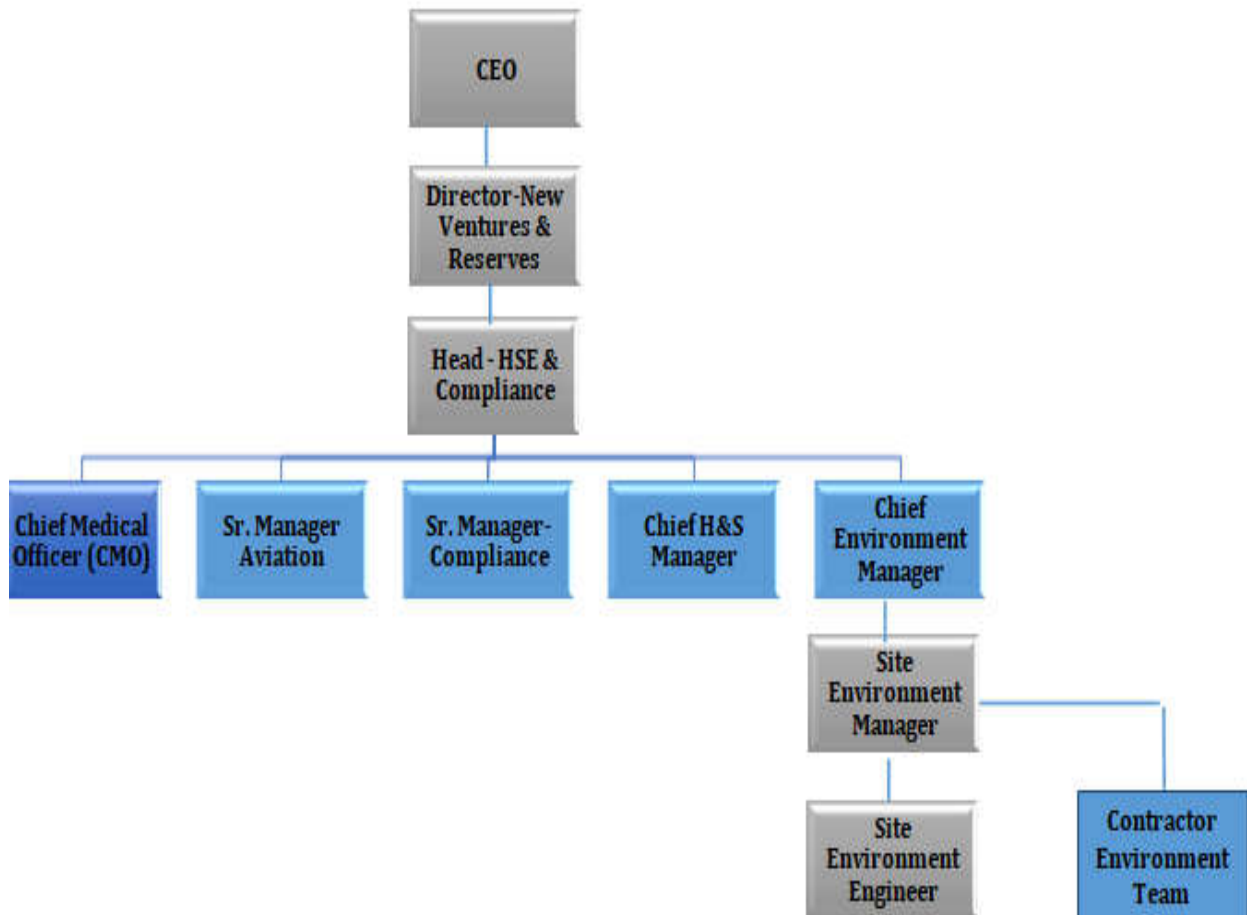 CEO
Director-New
Ventures &
Reserves
Head - HSE &
Compliance
Chief Medical
Officer (CMO)
Sr. Manager
Aviation
Sr. Manager-
Compliance
Chief H&S
Manager
Chief
Environment
Manager
Site
Environment
Manager
Site
Environment
Engineer
Contractor
Environment
Team